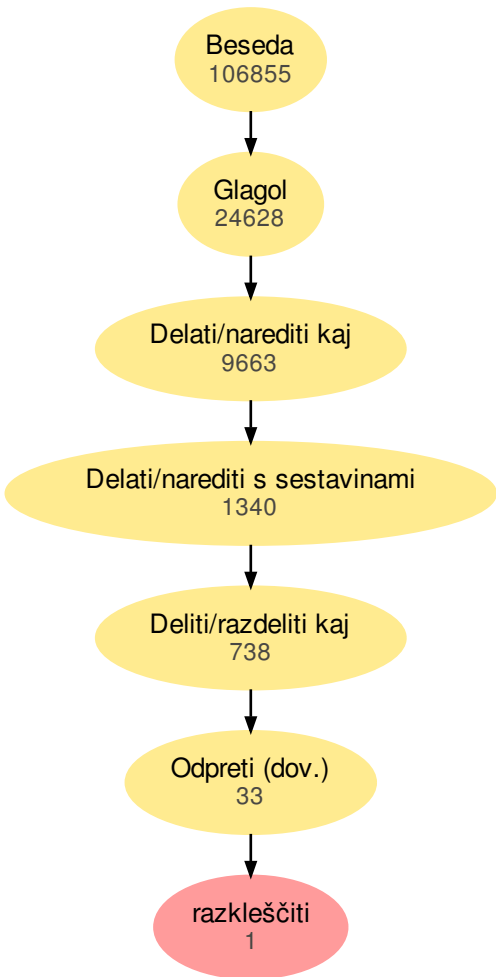 Beseda
106855
Glagol
24628
Delati/narediti kaj
9663
Delati/narediti s sestavinami
1340
Deliti/razdeliti kaj
738
Odpreti (dov.)
33
razkleščiti
1